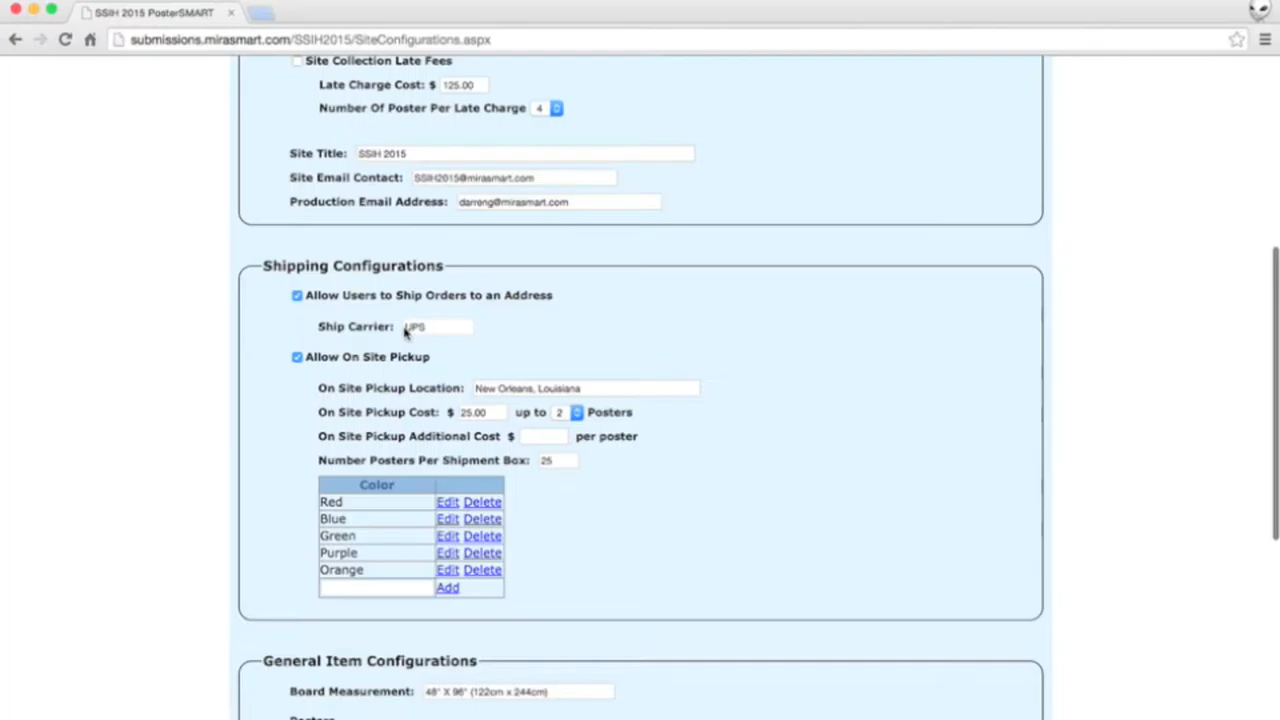 SSIH 2015 PosterSMART
submissions.mirasmart.com/SSIH2015/SiteConfigurations.aspx
Site Collection Late Fees
Late Charge Cost: $ 125.00
Number Of Poster Per Late Charge 4
Site Title: SSIH 2015
Site Email Contact: SSIH2015@mirasmart.com
Production Email Address: darreng@mirasmart.com
Shipping Configurations
Allow Users to Ship Orders to an Address
Ship Carrier: UPS
Allow On Site Pickup
On Site Pickup Location: New Orleans, Louisiana
On Site Pickup Cost: $ 25.00 up to 2 Posters
On Site Pickup Additional Cost $ per poster
Number Posters Per Shipment Box: 25
Color
Red Edit Delete
Blue Edit Delete
Green Edit Delete
Purple Edit Delete
Orange Edit Delete
Add
General Item Configurations
Board Measurement: 48" X 96" (122cm x 244cm)
Posters